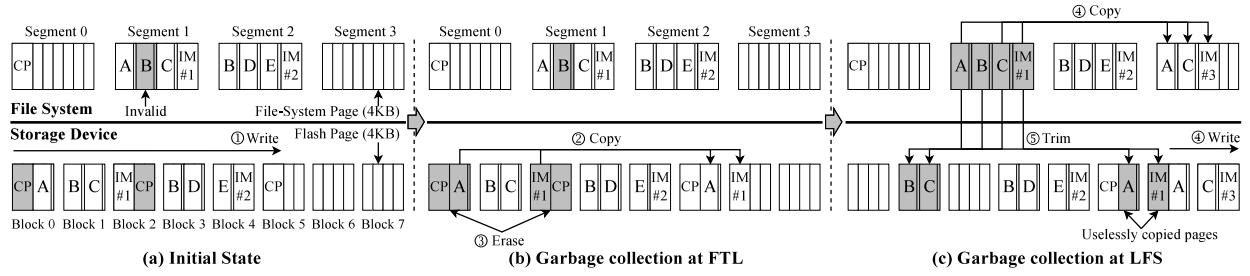 Segment 0 Segment 1 Segment 2 Segment 3
CP A B C IM #1 B D E IM #2
Invalid File-System Page (4KB)
File System
Storage Device
① Write Flash Page (4KB)
CP A B C IM #1 CP B D E IM #2 CP
Block 0 Block 1 Block 2 Block 3 Block 4 Block 5 Block 6 Block 7
(a) Initial State
Segment 0 Segment 1 Segment 2 Segment 3
CP A B C IM #1 B D E IM #2
② Copy
CP A B C IM #1 CP B D E IM #2 CP A IM #1
③ Erase
(b) Garbage collection at FTL
④ Copy
CP A B C IM #1 B D E IM #2 A C IM #3
⑤ Trim ④ Write
B C B D E IM #2 CP A IM #1 A C IM #3
Uselessly copied pages
(c) Garbage collection at LFS